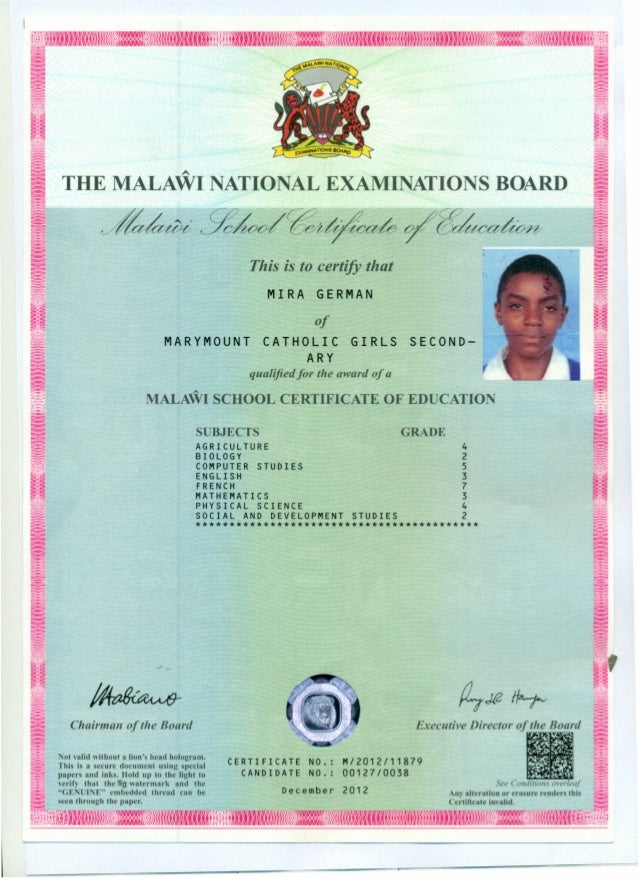 THE MALAWI NATIONAL
EXAMINATIONS BOARD
THE MALAŴI NATIONAL EXAMINATIONS BOARD
Malaŵi School Certificate of Education
This is to certify that
MIRA GERMAN
of
MARYMOUNT CATHOLIC GIRLS SECOND-
ARY
qualified for the award of a
MALAŴI SCHOOL CERTIFICATE OF EDUCATION
SUBJECTS GRADE
AGRICULTURE 4
BIOLOGY 2
COMPUTER STUDIES 5
ENGLISH 3
FRENCH 7
MATHEMATICS 3
PHYSICAL SCIENCE 4
SOCIAL AND DEVELOPMENT STUDIES 2
*****************************************
Chairman of the Board
Executive Director of the Board
Not valid without a lion's head hologram.
This is a secure document using special
papers and inks. Hold up to the light to
verify that the watermark and the
"GENUINE" embedded thread can be
seen through the paper.
CERTIFICATE NO.: M/2012/11879
CANDIDATE NO.: 00127/0038
December 2012
See Conditions overleaf
Any alteration or erasure renders this
Certificate invalid.